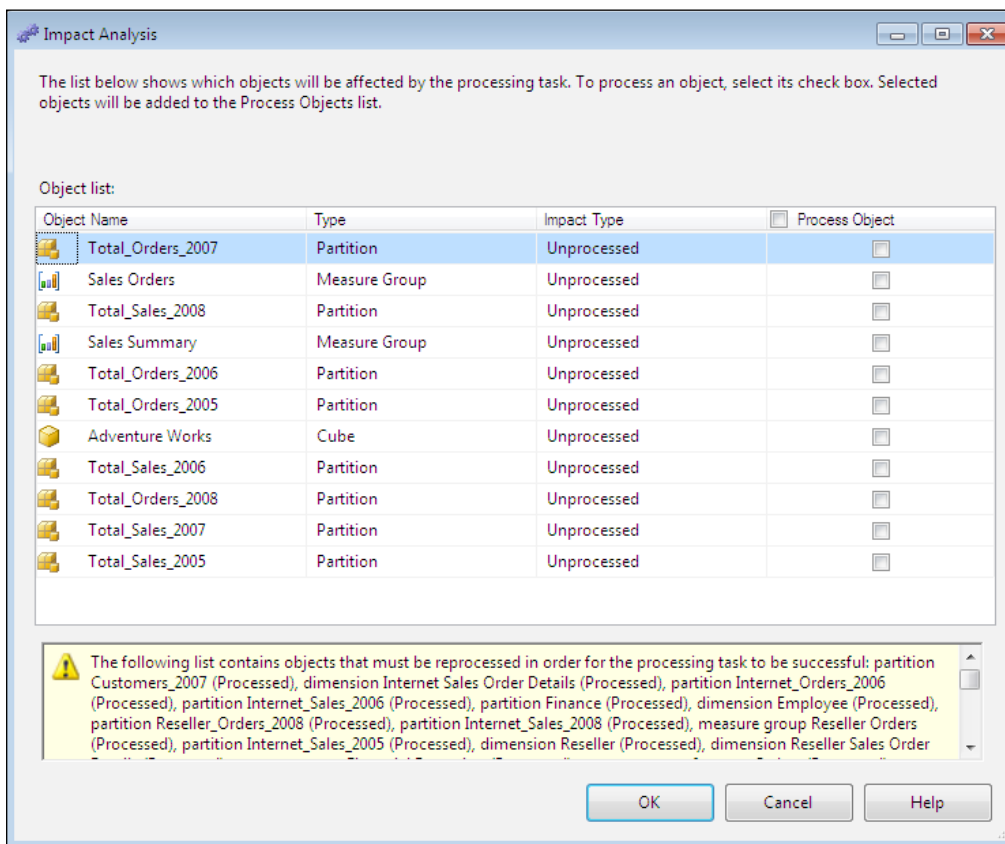 Impact Analysis
The list below shows which objects will be affected by the processing task. To process an object, select its check box. Selected
objects will be added to the Process Objects list.
Object list:
Object Name Type Impact Type Process Object
Total_Orders_2007 Partition Unprocessed
Sales Orders Measure Group Unprocessed
Total_Sales_2008 Partition Unprocessed
Sales Summary Measure Group Unprocessed
Total_Orders_2006 Partition Unprocessed
Total_Orders_2005 Partition Unprocessed
Adventure Works Cube Unprocessed
Total_Sales_2006 Partition Unprocessed
Total_Orders_2008 Partition Unprocessed
Total_Sales_2007 Partition Unprocessed
Total_Sales_2005 Partition Unprocessed
The following list contains objects that must be reprocessed in order for the processing task to be successful: partition
Customers_2007 (Processed), dimension Internet Sales Order Details (Processed), partition Internet_Orders_2006
(Processed), partition Internet_Sales_2006 (Processed), partition Finance (Processed), dimension Employee (Processed),
partition Reseller_Orders_2008 (Processed), partition Internet_Sales_2008 (Processed), measure group Reseller Orders
(Processed), partition Internet_Sales_2005 (Processed), dimension Reseller (Processed), dimension Reseller Sales Order
OK Cancel Help